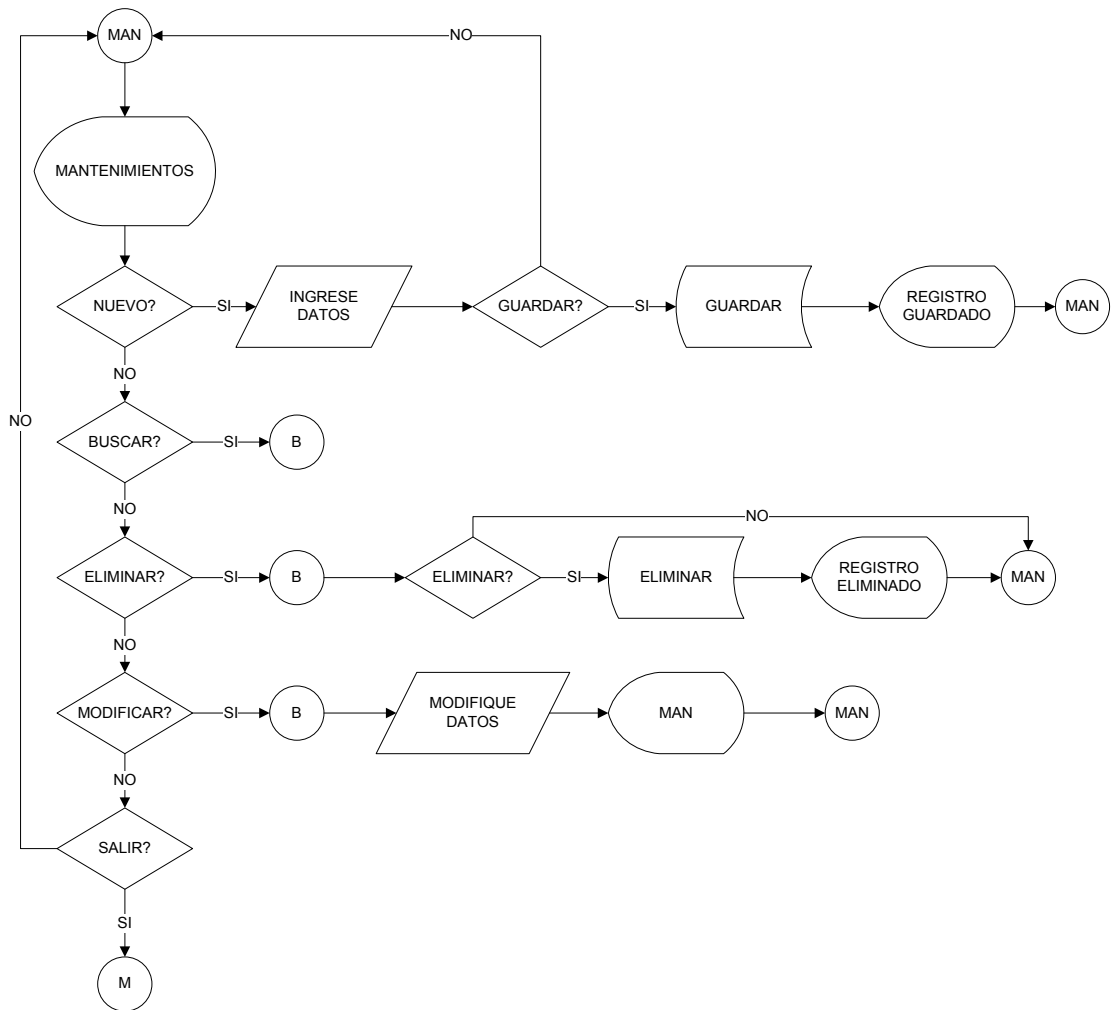 MAN
NO
MANTENIMIENTOS
NUEVO?
SI
INGRESE
DATOS
GUARDAR?
SI
GUARDAR
REGISTRO
GUARDADO
MAN
NO
NO
BUSCAR?
SI
B
NO
NO
ELIMINAR?
SI
B
ELIMINAR?
SI
ELIMINAR
REGISTRO
ELIMINADO
MAN
NO
MODIFICAR?
SI
B
MODIFIQUE
DATOS
MAN
MAN
NO
SALIR?
SI
M